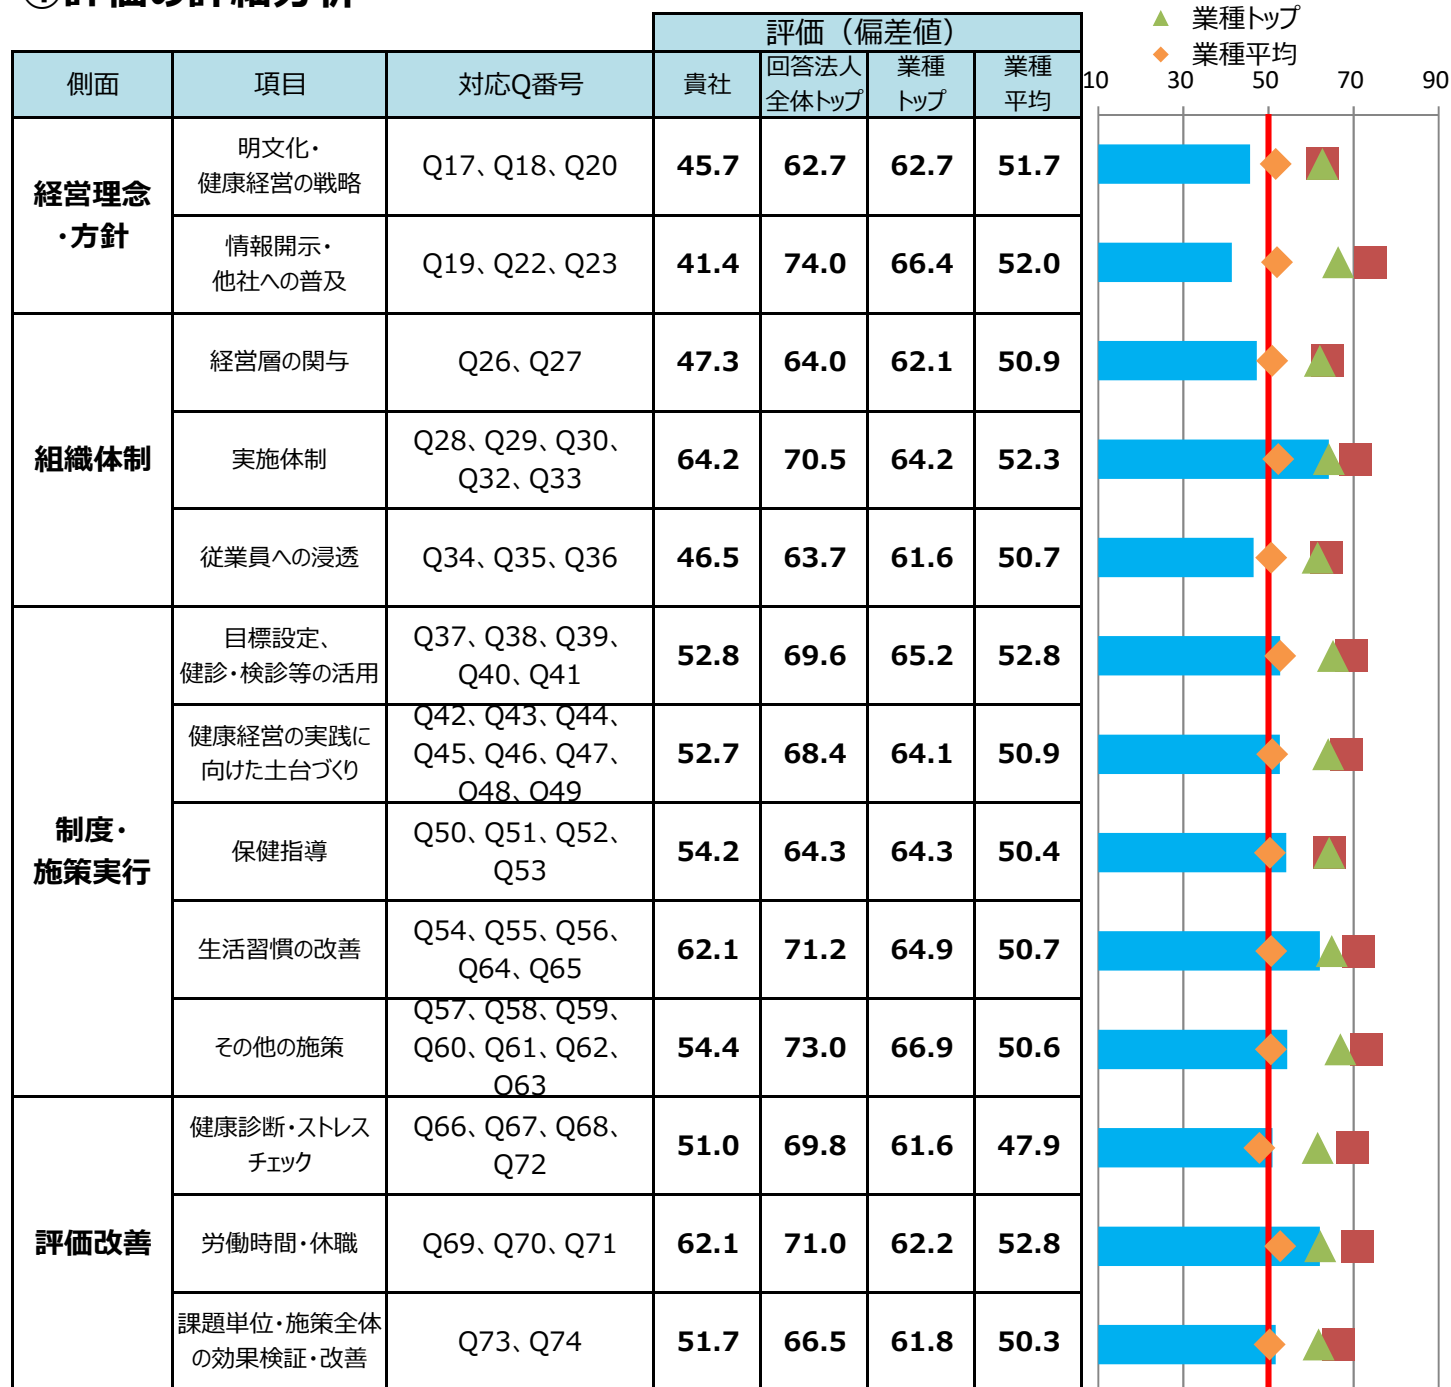 ①評価の詳細分析
▲ 業種トップ
◆ 業種平均
評価（偏差値）
側面 項目 対応Q番号 貴社 回答法人 業種 業種
全体トップ トップ 平均
10 30 50 70 90
経営理念
・方針
明文化・
健康経営の戦略
Q17、Q18、Q20 45.7 62.7 62.7 51.7
情報開示・
他社への普及
Q19、Q22、Q23 41.4 74.0 66.4 52.0
組織体制
経営層の関与 Q26、Q27 47.3 64.0 62.1 50.9
実施体制
Q28、Q29、Q30、
Q32、Q33
64.2 70.5 64.2 52.3
従業員への浸透 Q34、Q35、Q36 46.5 63.7 61.6 50.7
制度・
施策実行
目標設定、
健診・検診等の活用
Q37、Q38、Q39、
Q40、Q41
52.8 69.6 65.2 52.8
健康経営の実践に
向けた土台づくり
Q42、Q43、Q44、
Q45、Q46、Q47、
Q48、Q49
52.7 68.4 64.1 50.9
保健指導
Q50、Q51、Q52、
Q53
54.2 64.3 64.3 50.4
生活習慣の改善
Q54、Q55、Q56、
Q64、Q65
62.1 71.2 64.9 50.7
その他の施策
Q57、Q58、Q59、
Q60、Q61、Q62、
Q63
54.4 73.0 66.9 50.6
評価改善
健康診断・ストレス
チェック
Q66、Q67、Q68、
Q72
51.0 69.8 61.6 47.9
労働時間・休職 Q69、Q70、Q71 62.1 71.0 62.2 52.8
課題単位・施策全体
の効果検証・改善
Q73、Q74 51.7 66.5 61.8 50.3